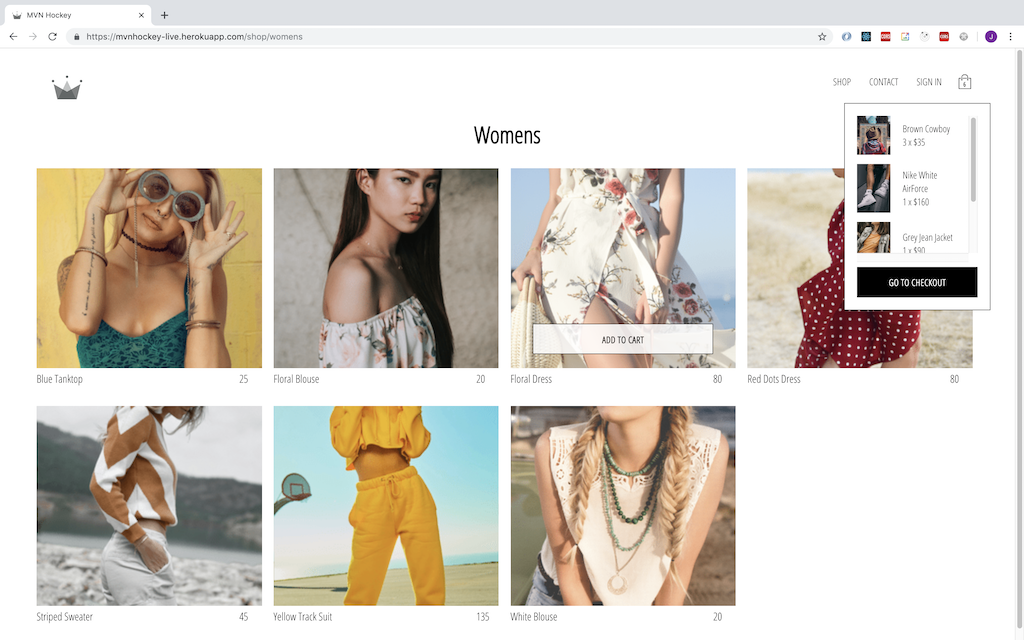 MVN Hockey
https://mvnhockey-live.herokuapp.com/shop/womens
CORS
CORS
J
SHOP
CONTACT
SIGN IN
6
Womens
Brown Cowboy
3 x $35
Nike White
AirForce
1 x $160
Grey Jean Jacket
1 x $90
GO TO CHECKOUT
ADD TO CART
Blue Tanktop 25
Floral Blouse 20
Floral Dress 80
Red Dots Dress 80
Striped Sweater 45
Yellow Track Suit 135
White Blouse 20